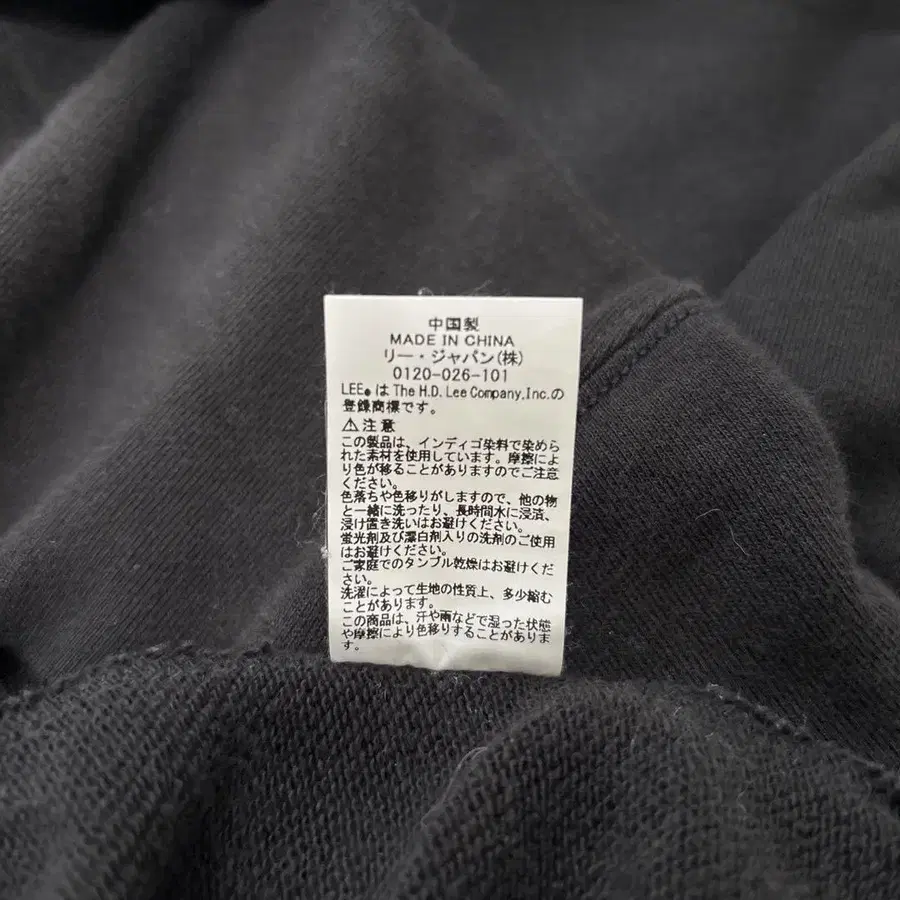 中国製
MADE IN CHINA
リー・ジャパン(株)
0120-026-101
LEE® は The H.D. Lee Company,Inc.の
登録商標です。
⚠注意
この製品は、インディゴ染料で染めら
れた素材を使用しています。摩擦によ
り色が移ることがありますのでご注意
ください。
色落ちや色移りがしますので、他の物
と一緒に洗ったり、長時間水に浸漬、
浸け置き洗いはお避けください。
蛍光剤及び漂白剤入りの洗剤のご使用
はお避けください。
ご家庭でのタンブル乾燥はお避けくだ
さい。
洗濯によって生地の性質上、多少縮む
ことがあります。
この商品は、汗や雨などで湿った状態
や摩擦により色移りすることがありま
す。